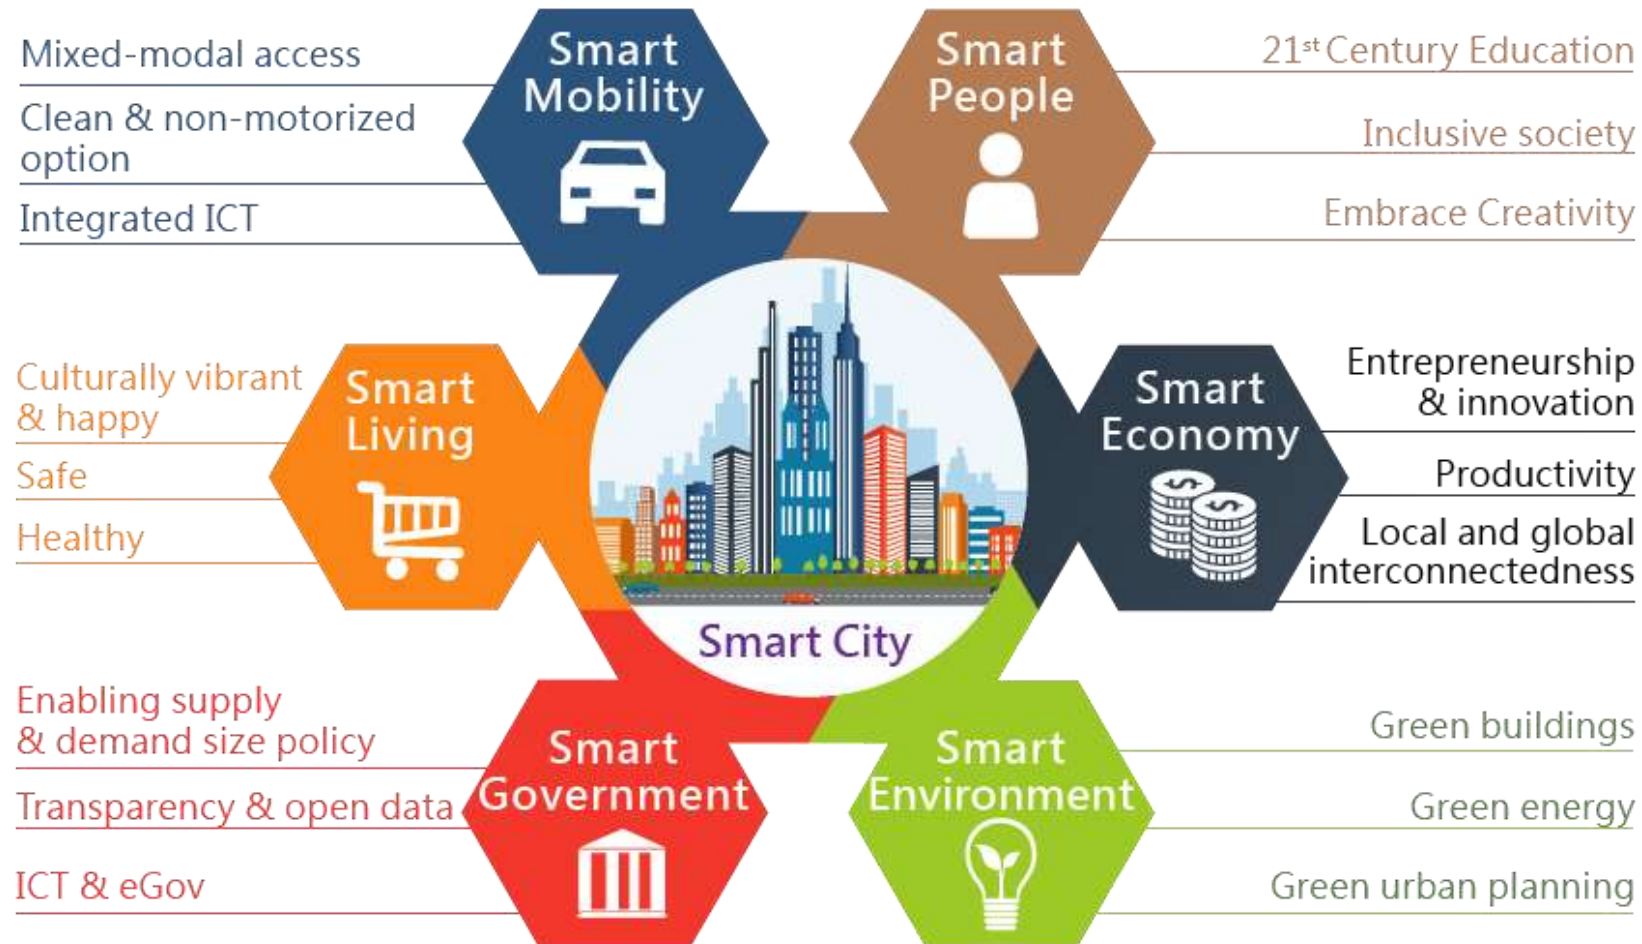 Mixed-modal access
Clean & non-motorized
option
Integrated ICT
Smart
Mobility
Smart
People
21st Century Education
Inclusive society
Embrace Creativity
Culturally vibrant
& happy
Safe
Healthy
Smart
Living
Smart
Economy
Entrepreneurship
& innovation
Productivity
Local and global
interconnectedness
Smart City
Enabling supply
& demand size policy
Transparency & open data
ICT & eGov
Smart
Government
Smart
Environment
Green buildings
Green energy
Green urban planning